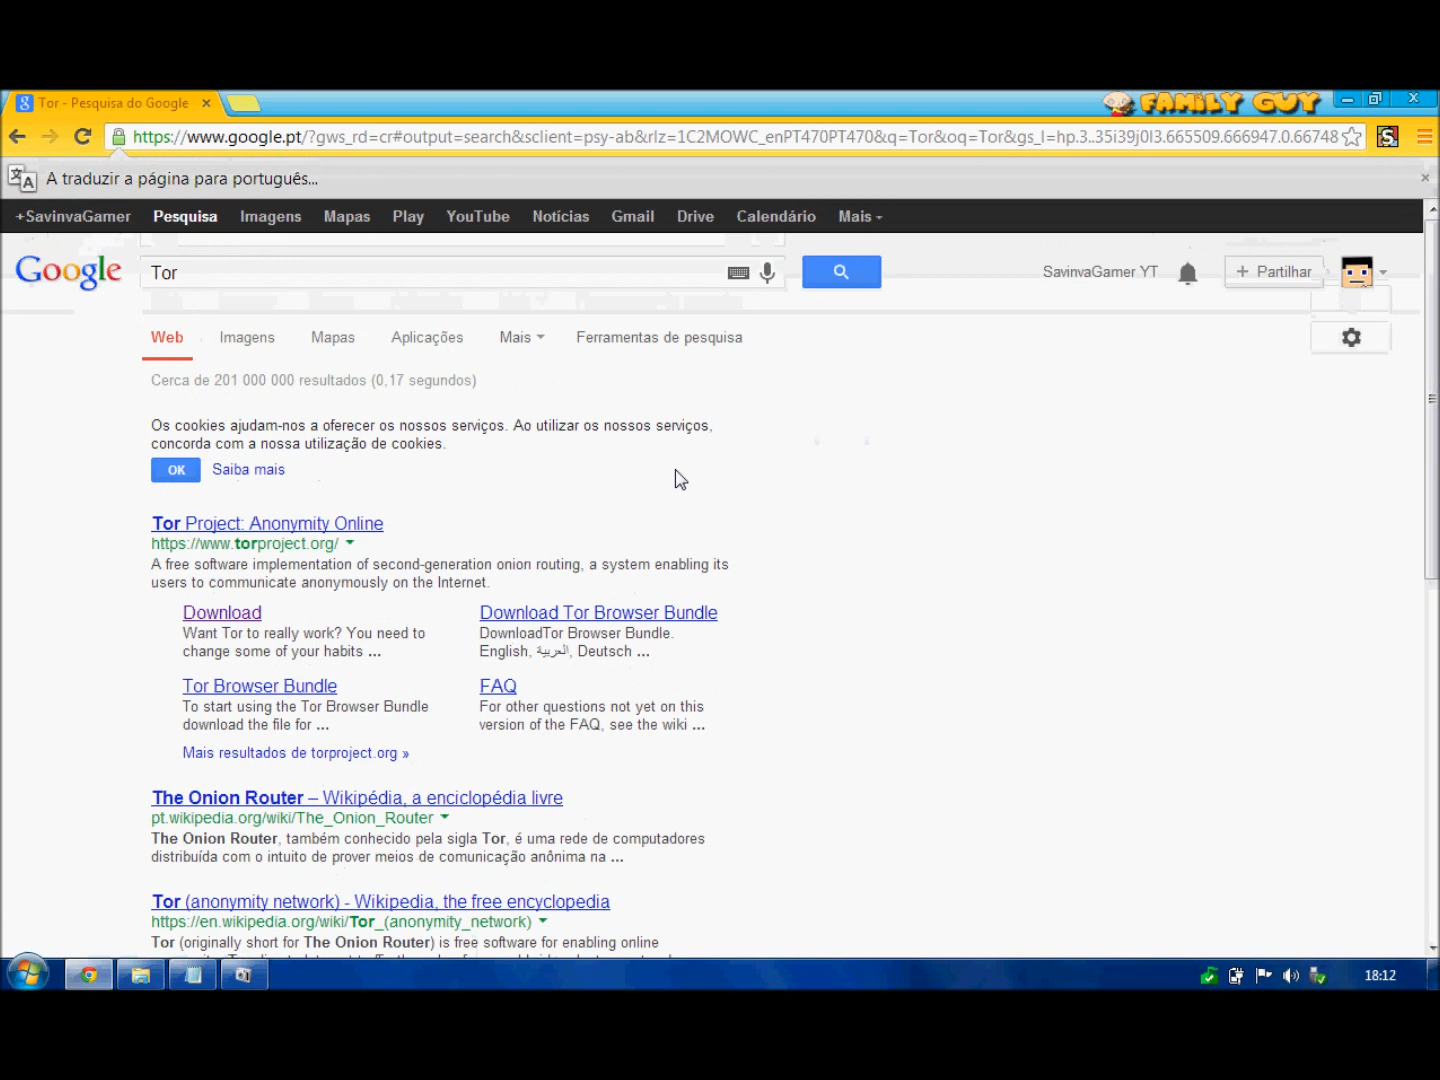 Tor - Pesquisa do Google
FAMILY GUY
https://www.google.pt/?gws_rd=cr#output=search&sclient=psy-ab&rlz=1C2MOWC_enPT470PT470&q=Tor&oq=Tor&gs_l=hp.3..35i39j0l3.665509.666947.0.66748
A traduzir a página para português...
+SavinvaGamer Pesquisa Imagens Mapas Play YouTube Notícias Gmail Drive Calendário Mais
Google Tor SavinvaGamer YT + Partilhar
Web Imagens Mapas Aplicações Mais Ferramentas de pesquisa
Cerca de 201 000 000 resultados (0,17 segundos)
Os cookies ajudam-nos a oferecer os nossos serviços. Ao utilizar os nossos serviços,
concorda com a nossa utilização de cookies.
OK Saiba mais
Tor Project: Anonymity Online
https://www.torproject.org/
A free software implementation of second-generation onion routing, a system enabling its
users to communicate anonymously on the Internet.
Download
Want Tor to really work? You need to
change some of your habits ...
Download Tor Browser Bundle
DownloadTor Browser Bundle.
English, العربية, Deutsch ...
Tor Browser Bundle
To start using the Tor Browser Bundle
download the file for ...
FAQ
For other questions not yet on this
version of the FAQ, see the wiki ...
Mais resultados de torproject.org »
The Onion Router – Wikipédia, a enciclopédia livre
pt.wikipedia.org/wiki/The_Onion_Router
The Onion Router, também conhecido pela sigla Tor, é uma rede de computadores
distribuída com o intuito de prover meios de comunicação anônima na ...
Tor (anonymity network) - Wikipedia, the free encyclopedia
https://en.wikipedia.org/wiki/Tor_(anonymity_network)
Tor (originally short for The Onion Router) is free software for enabling online
18:12